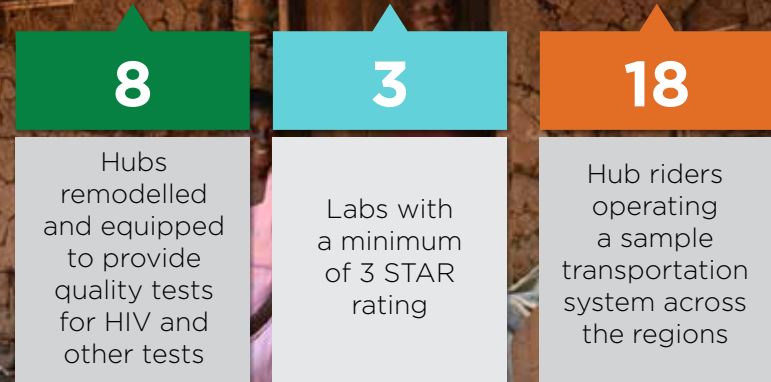 8
Hubs
remodelled
and equipped
to provide
quality tests
for HIV and
other tests
3
Labs with
a minimum
of 3 STAR
rating
18
Hub riders
operating
a sample
transportation
system across
the regions